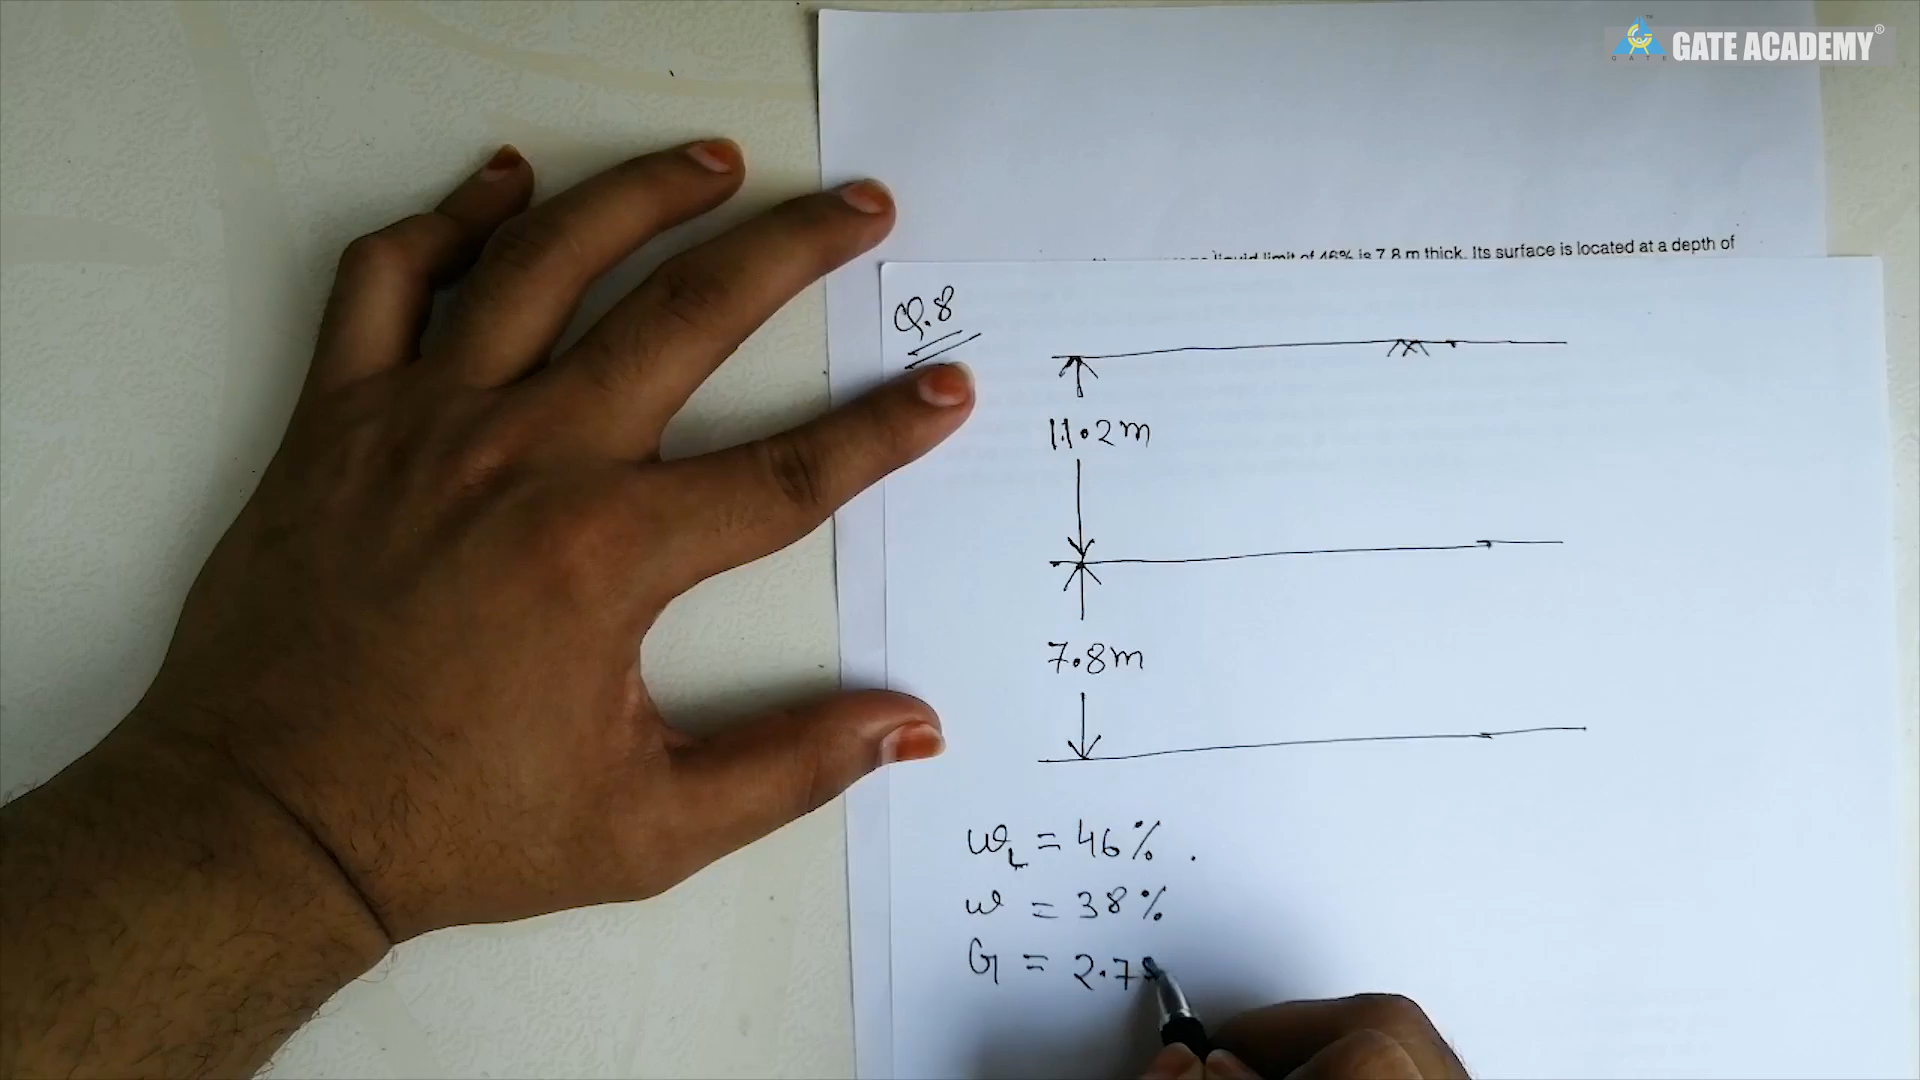 GATE ACADEMY®
GATE
liquid limit of 46% is 7.8 m thick. Its surface is located at a depth of
Q.8
11.2m
7.8m
wL = 46%.
w = 38%
G = 2.7